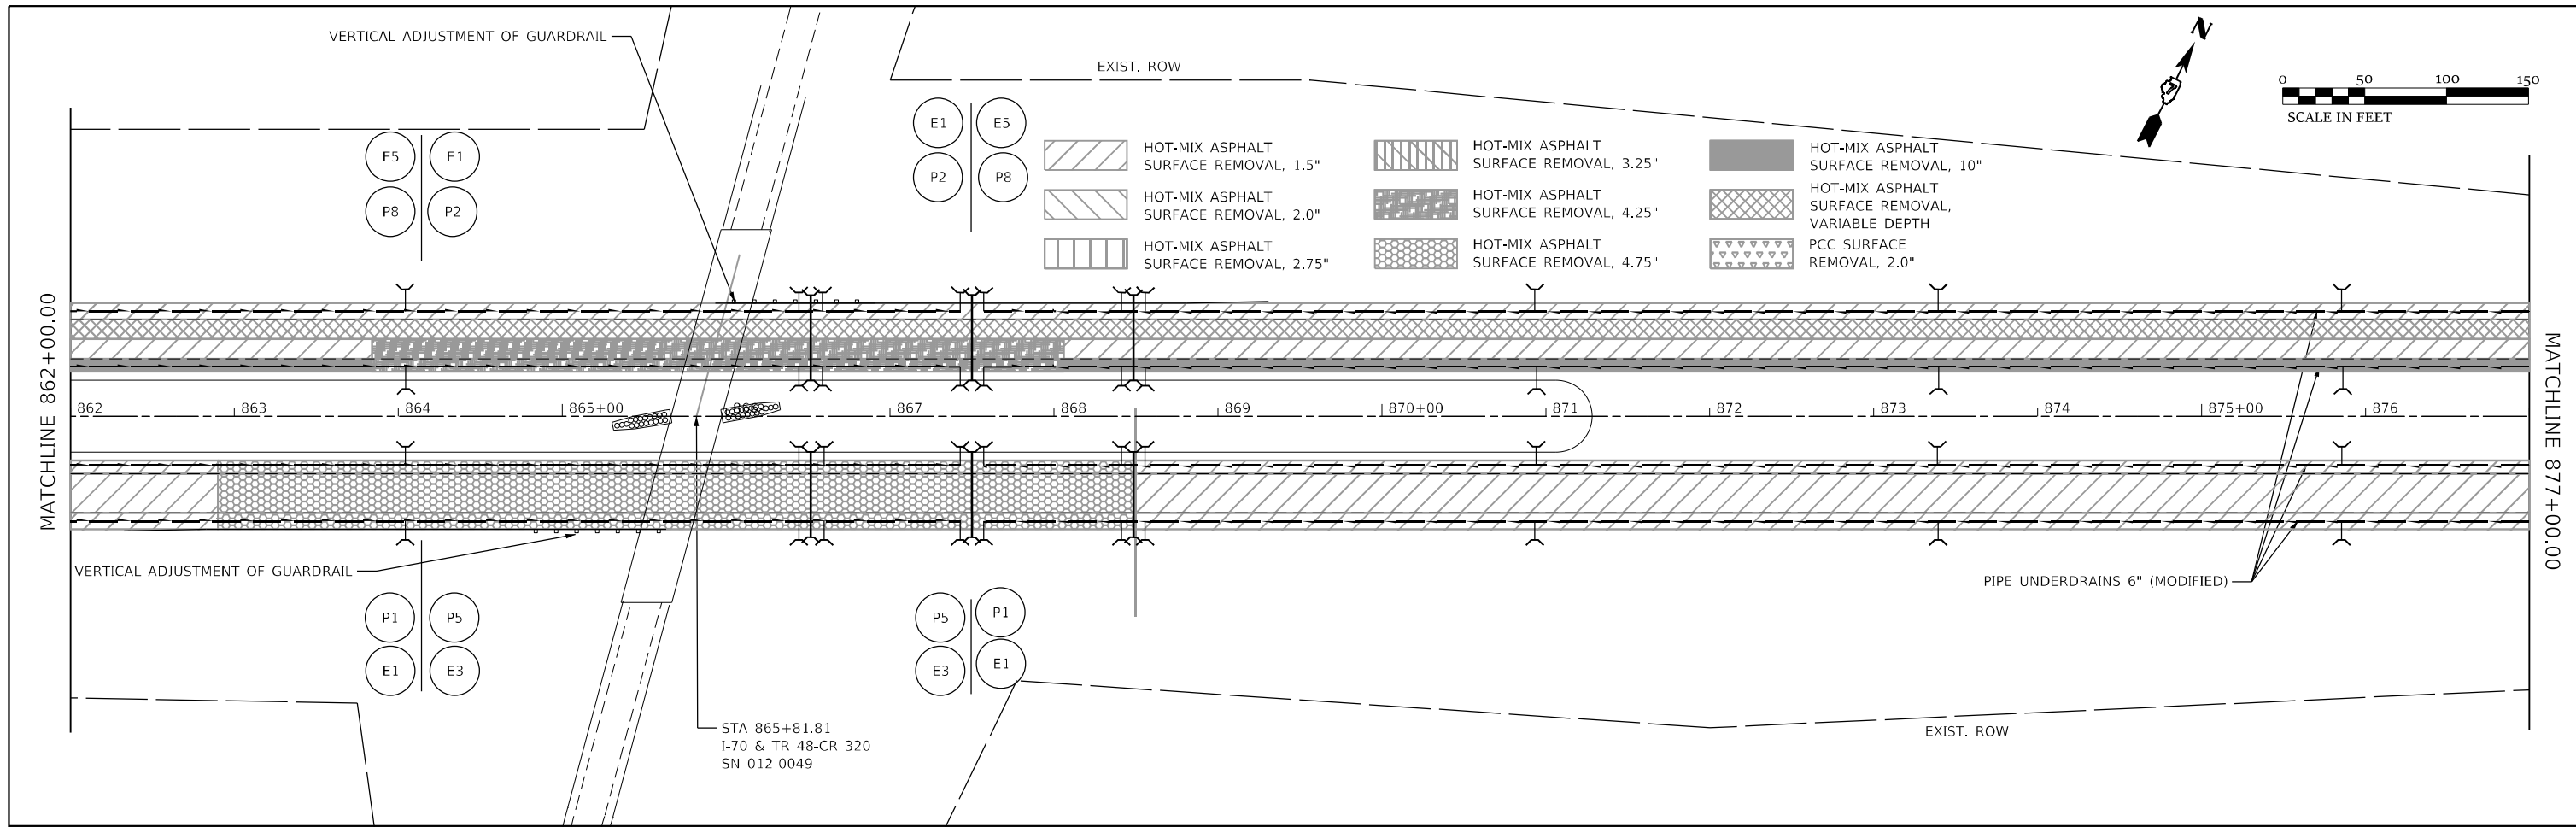 VERTICAL ADJUSTMENT OF GUARDRAIL
EXIST. ROW
N
0 50 100 150
SCALE IN FEET
E5 E1
P8 P2
E1 E5
P2 P8
HOT-MIX ASPHALT
SURFACE REMOVAL, 1.5"
HOT-MIX ASPHALT
SURFACE REMOVAL, 2.0"
HOT-MIX ASPHALT
SURFACE REMOVAL, 2.75"
HOT-MIX ASPHALT
SURFACE REMOVAL, 3.25"
HOT-MIX ASPHALT
SURFACE REMOVAL, 4.25"
HOT-MIX ASPHALT
SURFACE REMOVAL, 4.75"
HOT-MIX ASPHALT
SURFACE REMOVAL, 10"
HOT-MIX ASPHALT
SURFACE REMOVAL,
VARIABLE DEPTH
PCC SURFACE
REMOVAL, 2.0"
MATCHLINE 862+00.00
862 863 864 865+00 866 867 868 869 870+00 871 872 873 874 875+00 876
MATCHLINE 877+00.00
VERTICAL ADJUSTMENT OF GUARDRAIL
PIPE UNDERDRAINS 6" (MODIFIED)
P1 P5
E1 E3
P5 P1
E3 E1
STA 865+81.81
I-70 & TR 48-CR 320
SN 012-0049
EXIST. ROW